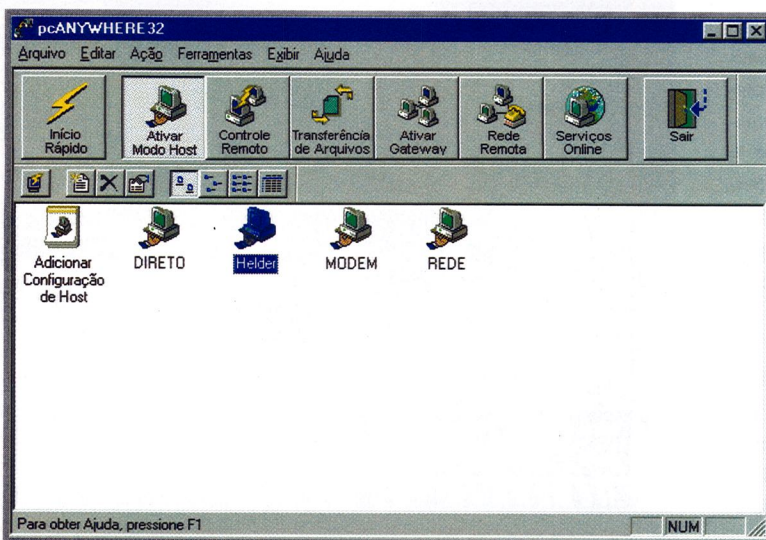 pcANYWHERE32
Arquivo Editar Ação Ferramentas Exibir Ajuda
Início Rápido
Ativar Modo Host
Controle Remoto
Transferência de Arquivos
Ativar Gateway
Rede Remota
Serviços Online
Sair
Adicionar Configuração de Host
DIRETO
Helder
MODEM
REDE
Para obter Ajuda, pressione F1
NUM